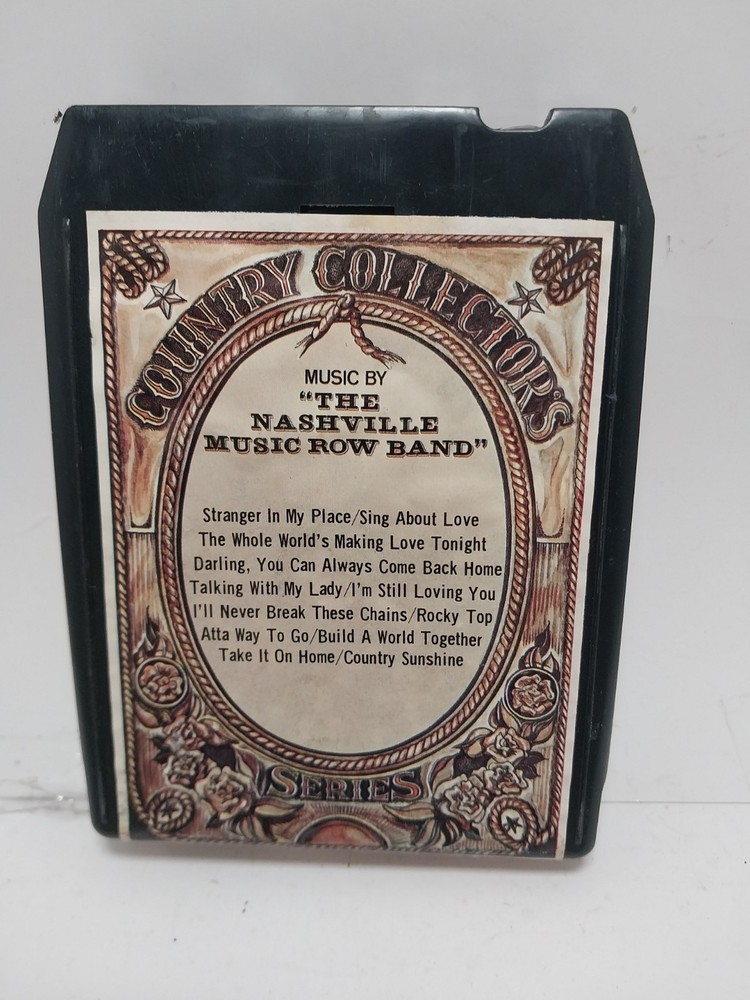 COUNTRY COLLECTOR'S
MUSIC BY
"THE
NASHVILLE
MUSIC ROW BAND"
Stranger In My Place/Sing About Love
The Whole World's Making Love Tonight
Darling, You Can Always Come Back Home
Talking With My Lady/I'm Still Loving You
I'll Never Break These Chains/Rocky Top
Atta Way To Go/Build A World Together
Take It On Home/Country Sunshine
SERIES